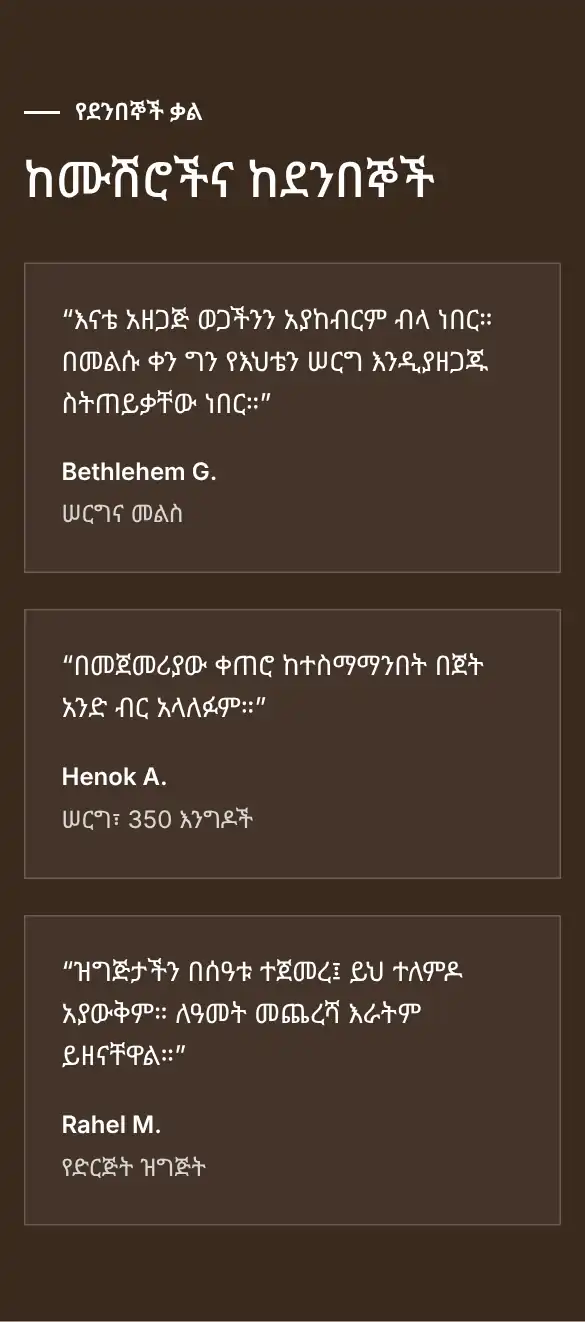 የደንበኞች ቃል
ከሙሽሮችና ከደንበኞች
“እናቴ አዘጋጅ ወጋችንን አያከብርም ብላ ነበር።
በመልሱ ቀን ግን የእህቴን ሠርግ እንዲያዘጋጁ
ስትጠይቃቸው ነበር።”
Bethlehem G.
ሠርግና መልስ
“በመጀመሪያው ቀጠሮ ከተስማማንበት በጀት
አንድ ብር አላለፉም።”
Henok A.
ሠርግ፣ 350 እንግዶች
“ዝግጅታችን በሰዓቱ ተጀመረ፤ ይህ ተለምዶ
አያውቅም። ለዓመት መጨረሻ እራትም
ይዘናቸዋል።”
Rahel M.
የድርጅት ዝግጅት